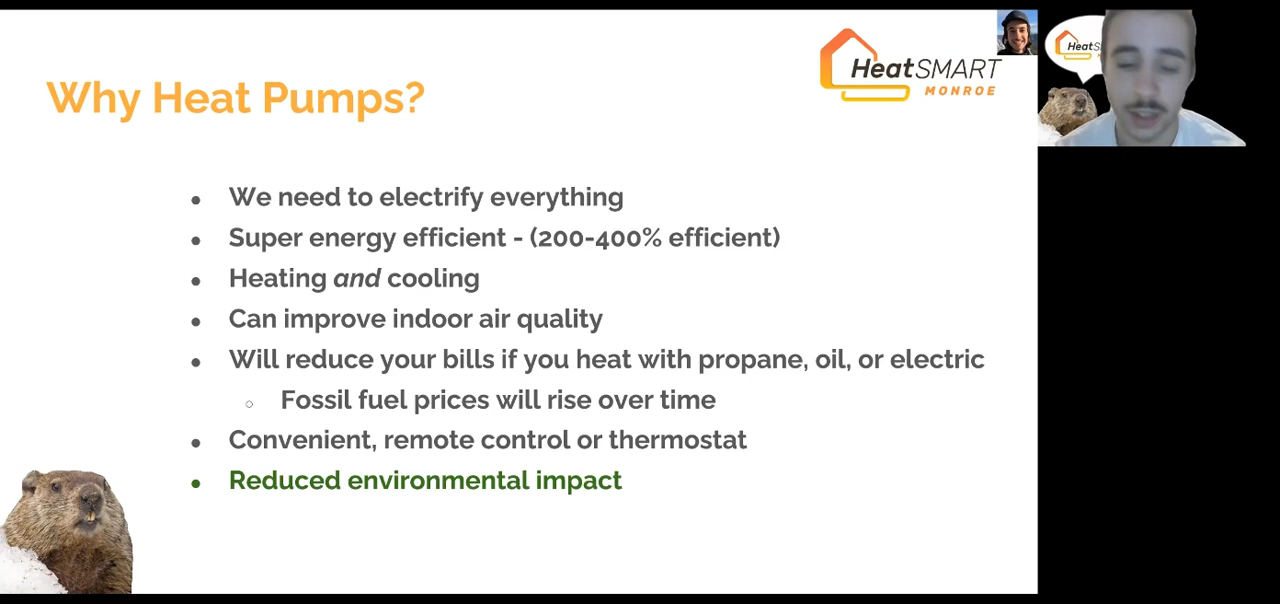 HeatSMART
MONROE
HeatS
Why Heat Pumps?
We need to electrify everything
Super energy efficient - (200-400% efficient)
Heating and cooling
Can improve indoor air quality
Will reduce your bills if you heat with propane, oil, or electric
Fossil fuel prices will rise over time
Convenient, remote control or thermostat
Reduced environmental impact